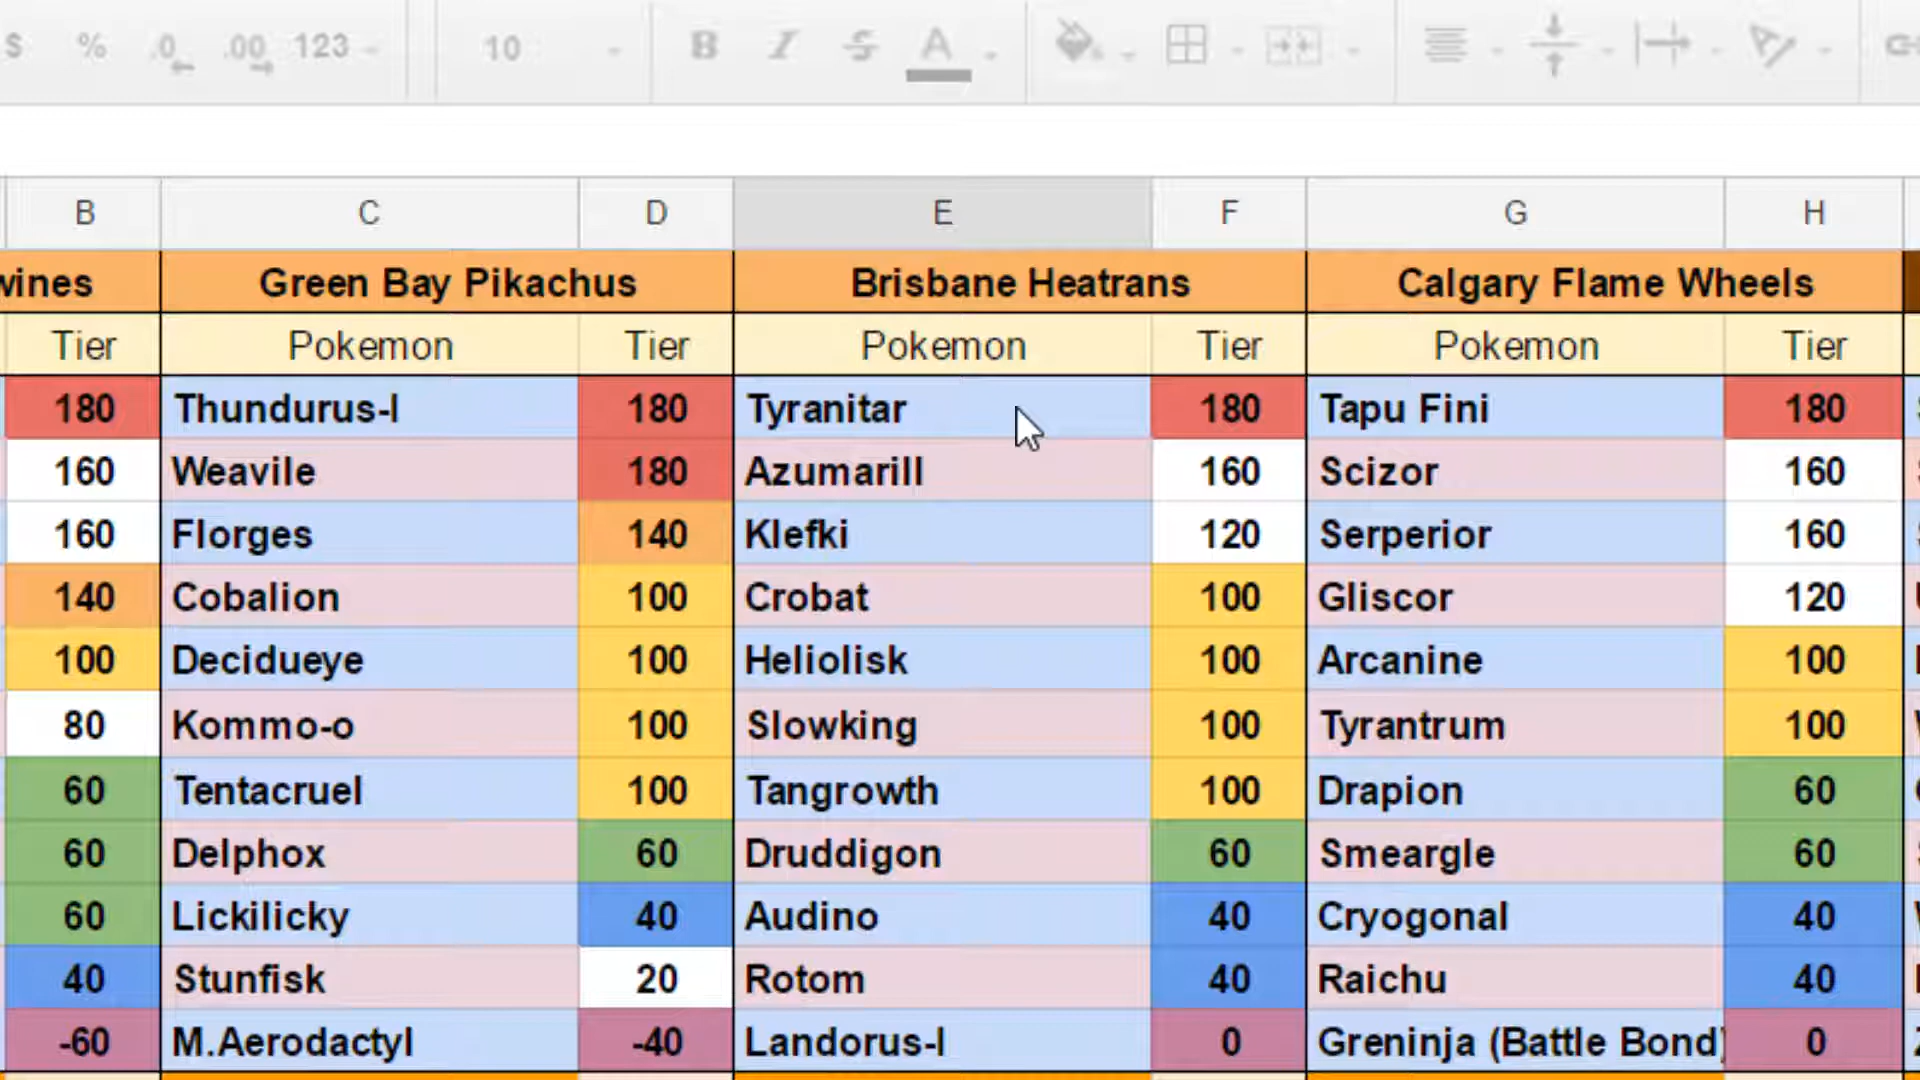 $ % .0 .00 123 10 B I S A
B C D E F G H
wines Green Bay Pikachus Brisbane Heatrans Calgary Flame Wheels
Tier Pokemon Tier Pokemon Tier Pokemon Tier
180 Thundurus-I 180 Tyranitar 180 Tapu Fini 180
160 Weavile 180 Azumarill 160 Scizor 160
160 Florges 140 Klefki 120 Serperior 160
140 Cobalion 100 Crobat 100 Gliscor 120
100 Decidueye 100 Heliolisk 100 Arcanine 100
80 Kommo-o 100 Slowking 100 Tyrantrum 100
60 Tentacruel 100 Tangrowth 100 Drapion 60
60 Delphox 60 Druddigon 60 Smeargle 60
60 Lickilicky 40 Audino 40 Cryogonal 40
40 Stunfisk 20 Rotom 40 Raichu 40
-60 M.Aerodactyl -40 Landorus-I 0 Greninja (Battle Bond) 0